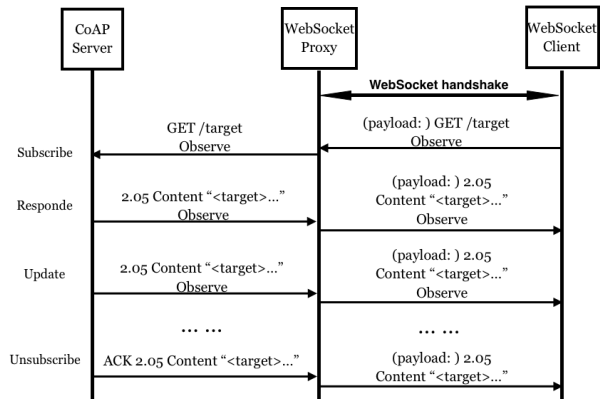 CoAP
Server
WebSocket
Proxy
WebSocket
Client
WebSocket handshake
GET /target
Observe
(payload: ) GET /target
Observe
Subscribe
Responde
2.05 Content “<target>...”
Observe
(payload: ) 2.05
Content “<target>...”
Observe
Update
2.05 Content “<target>...”
Observe
(payload: ) 2.05
Content “<target>...”
Observe
... ...
... ...
Unsubscribe
ACK 2.05 Content “<target>...”
(payload: ) 2.05
Content “<target>...”